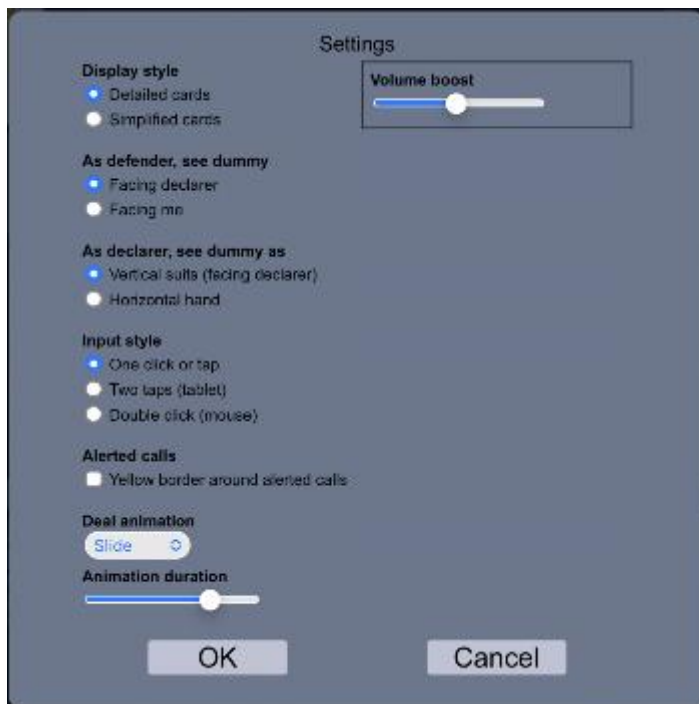 Settings
Display style
Detailed cards
Simplified cards
Volume boost
As defender, see dummy
Facing declarer
Facing me
As declarer, see dummy as
Vertical suits (facing declarer)
Horizontal hand
Input style
One click or tap
Two taps (tablet)
Double click (mouse)
Alerted calls
Yellow border around alerted calls
Deal animation
Slide
Animation duration
OK
Cancel